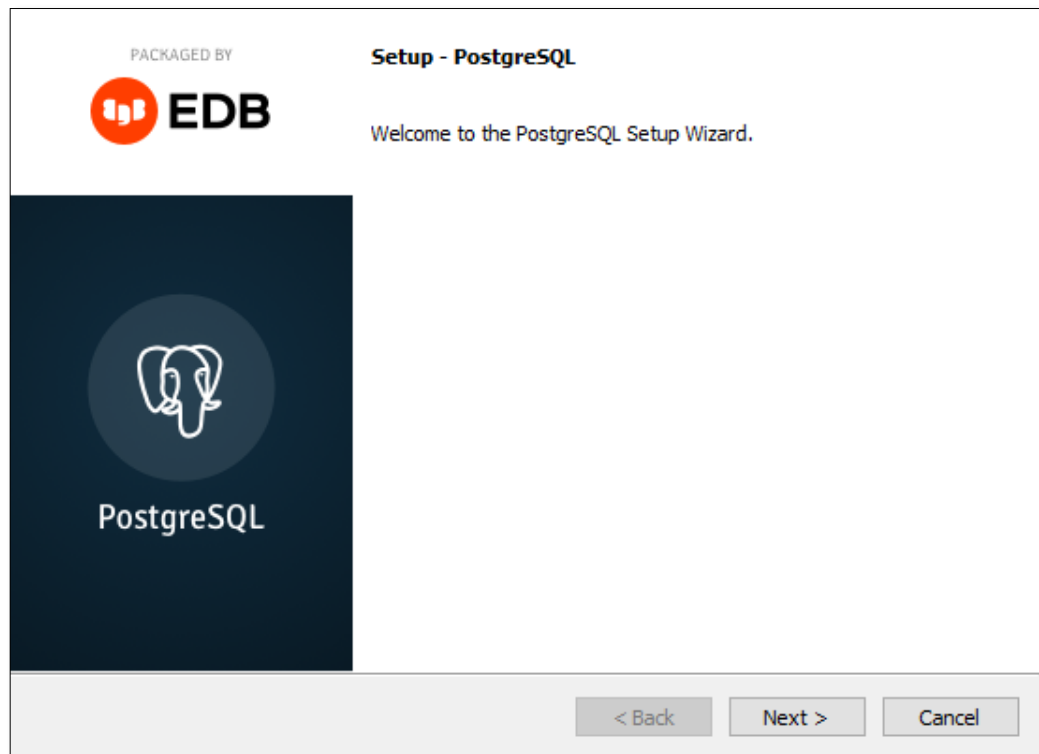 PACKAGED BY
EDB
Setup - PostgreSQL
Welcome to the PostgreSQL Setup Wizard.
PostgreSQL
< Back
Next >
Cancel